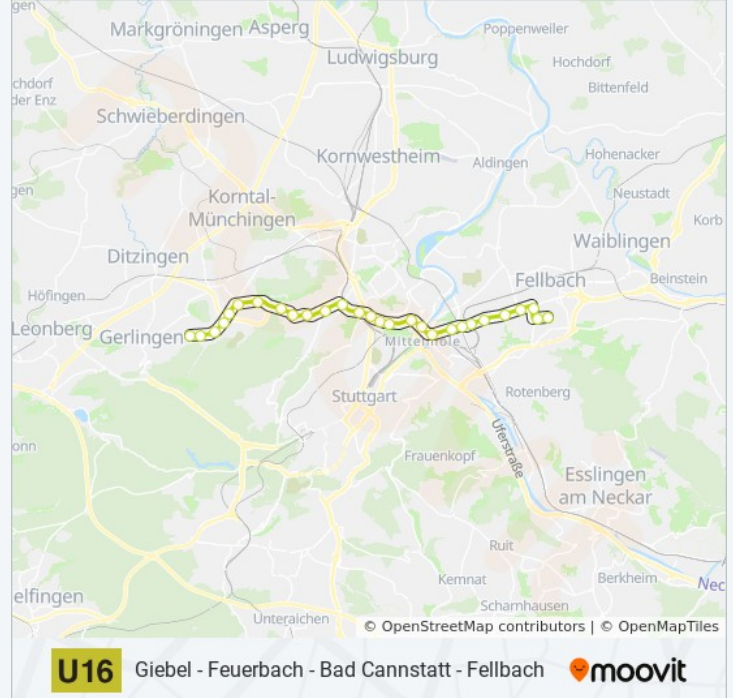 gen
Markgröningen Asperg
Poppenweiler
Ludwigsburg
Hochdorf
chdorf
der Enz
Bittenfeld
Schwieberdingen
Kornwestheim
Aldingen
Hohenacker
gen
Korntal-
Münchingen
Neustadt
Korb
Waiblingen
Ditzingen
Fellbach
Beinstein
Höfingen
Leonberg
Gerlingen
Stuttgart
Rotenberg
onn
Frauenkopf
Uferstraße
Esslingen
am Neckar
Ruit
Kemnat
Berkheim
Nec
elfingen
Scharnhausen
Unteraichen
© OpenStreetMap contributors | © OpenMapTiles
U16 Giebel - Feuerbach - Bad Cannstatt - Fellbach moovit